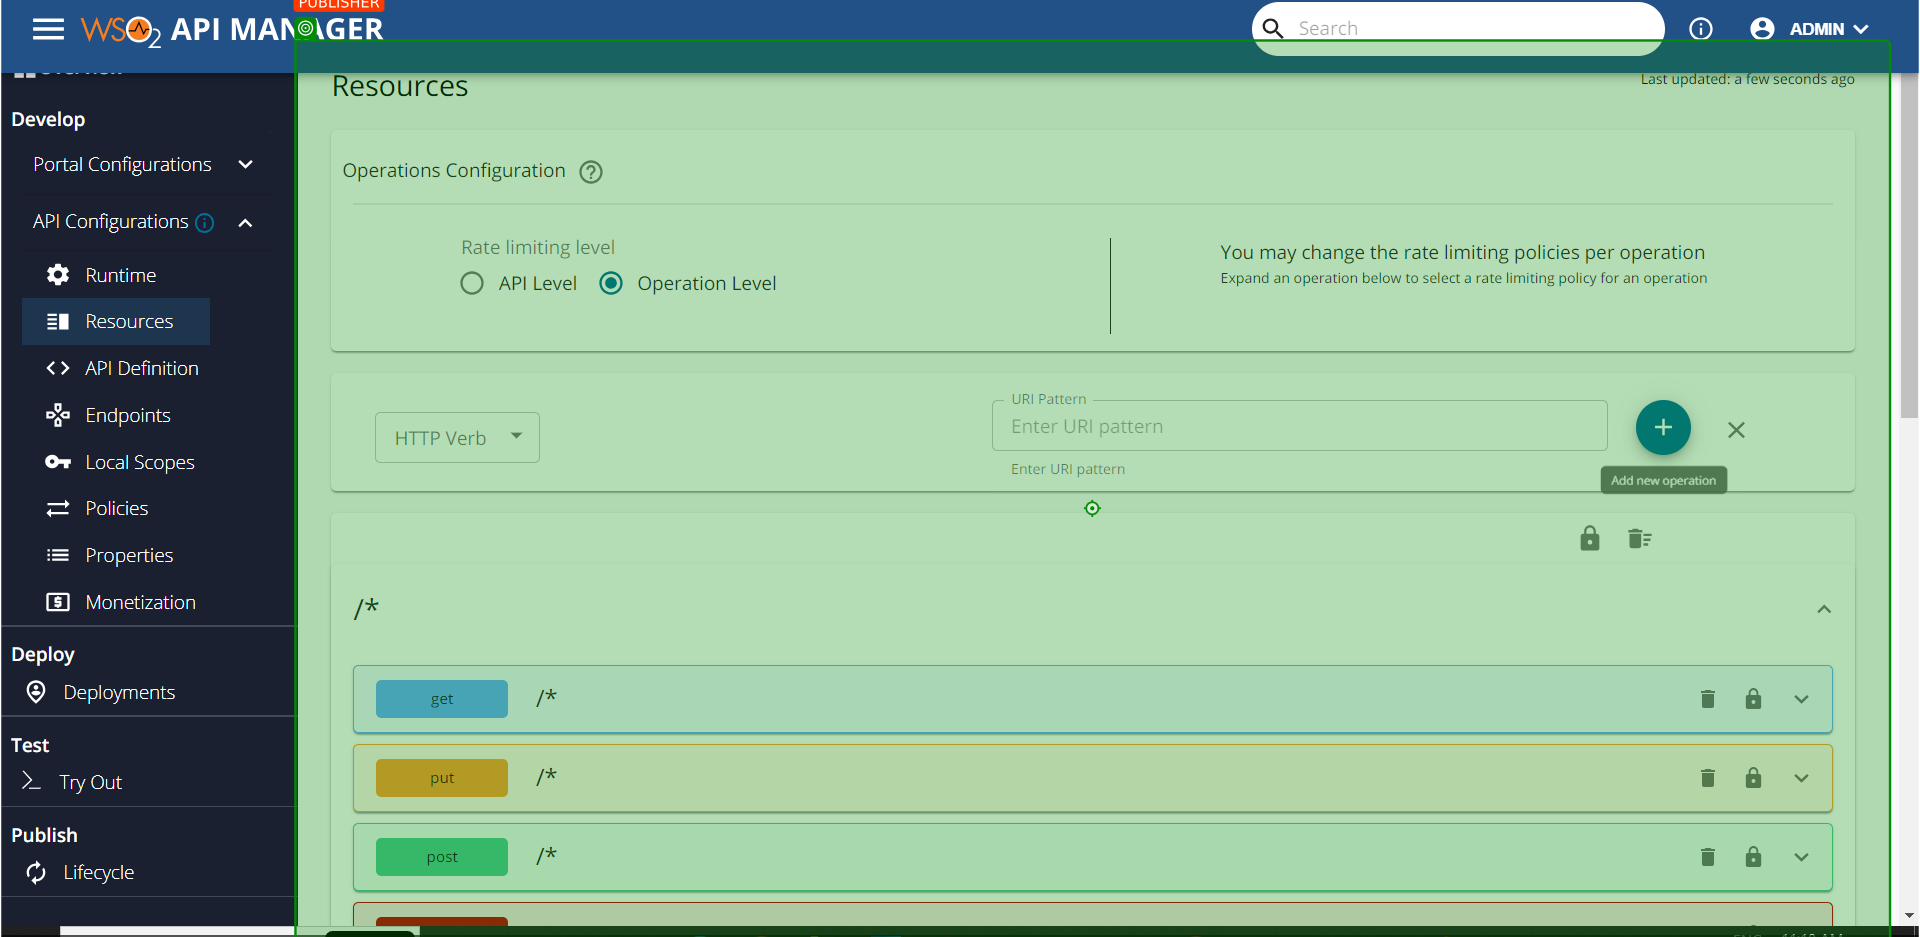 PUBLISHER
WSO2 API MANAGER
Search
ADMIN
Overview
Resources
Last updated: a few seconds ago
Develop
Portal Configurations
Operations Configuration
API Configurations
Rate limiting level
API Level
Operation Level
You may change the rate limiting policies per operation
Expand an operation below to select a rate limiting policy for an operation
Runtime
Resources
API Definition
Endpoints
Local Scopes
Policies
Properties
Monetization
HTTP Verb
URI Pattern
Enter URI pattern
Enter URI pattern
Add new operation
/*
get /*
put /*
post /*
Deploy
Deployments
Test
Try Out
Publish
Lifecycle